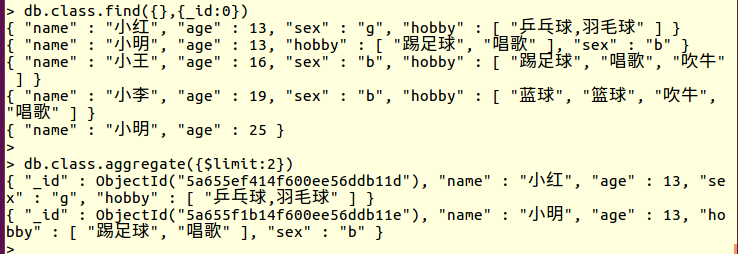 > db.class.find({},{_id:0})
{ "name" : "小红", "age" : 13, "sex" : "g", "hobby" : [ "乒乓球,羽毛球" ] }
{ "name" : "小明", "age" : 13, "hobby" : [ "踢足球", "唱歌" ], "sex" : "b" }
{ "name" : "小王", "age" : 16, "sex" : "b", "hobby" : [ "踢足球", "唱歌", "吹牛"
 ] }
{ "name" : "小李", "age" : 19, "sex" : "b", "hobby" : [ "蓝球", "篮球", "吹牛",
"唱歌" ] }
{ "name" : "小明", "age" : 25 }
>
> db.class.aggregate({$limit:2})
{ "_id" : ObjectId("5a655ef414f600ee56ddb11d"), "name" : "小红", "age" : 13, "se
x" : "g", "hobby" : [ "乒乓球,羽毛球" ] }
{ "_id" : ObjectId("5a655f1b14f600ee56ddb11e"), "name" : "小明", "age" : 13, "ho
bby" : [ "踢足球", "唱歌" ], "sex" : "b" }
>